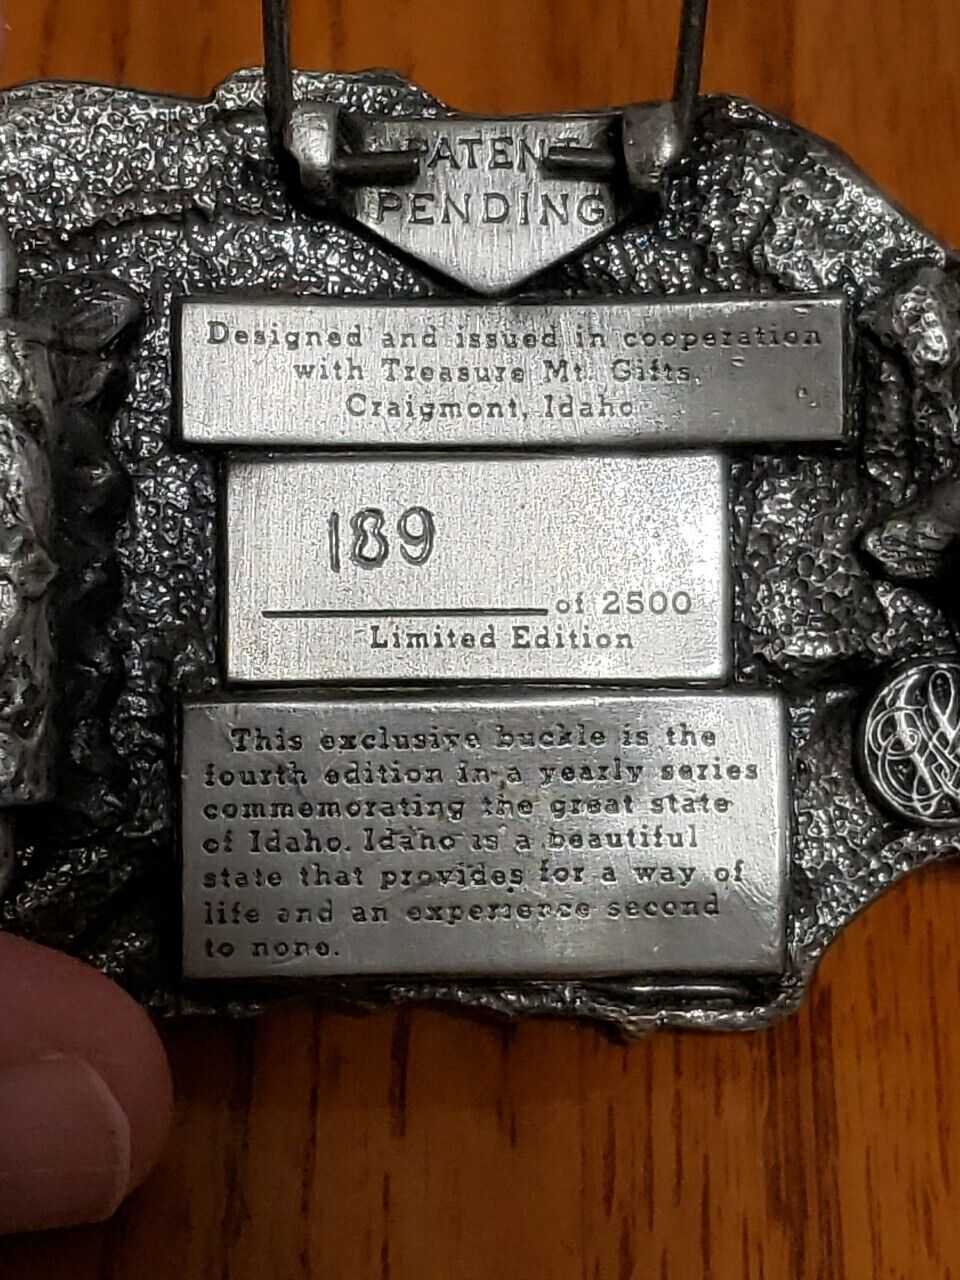 PATENT
PENDING
Designed and issued in cooperation
with Treasure Mt. Gifts,
Craigmont, Idaho
189
of 2500
Limited Edition
This exclusive buckle is the
fourth edition in a yearly series
commemorating the great state
of Idaho. Idaho is a beautiful
state that provides for a way of
life and an experience second
to none.